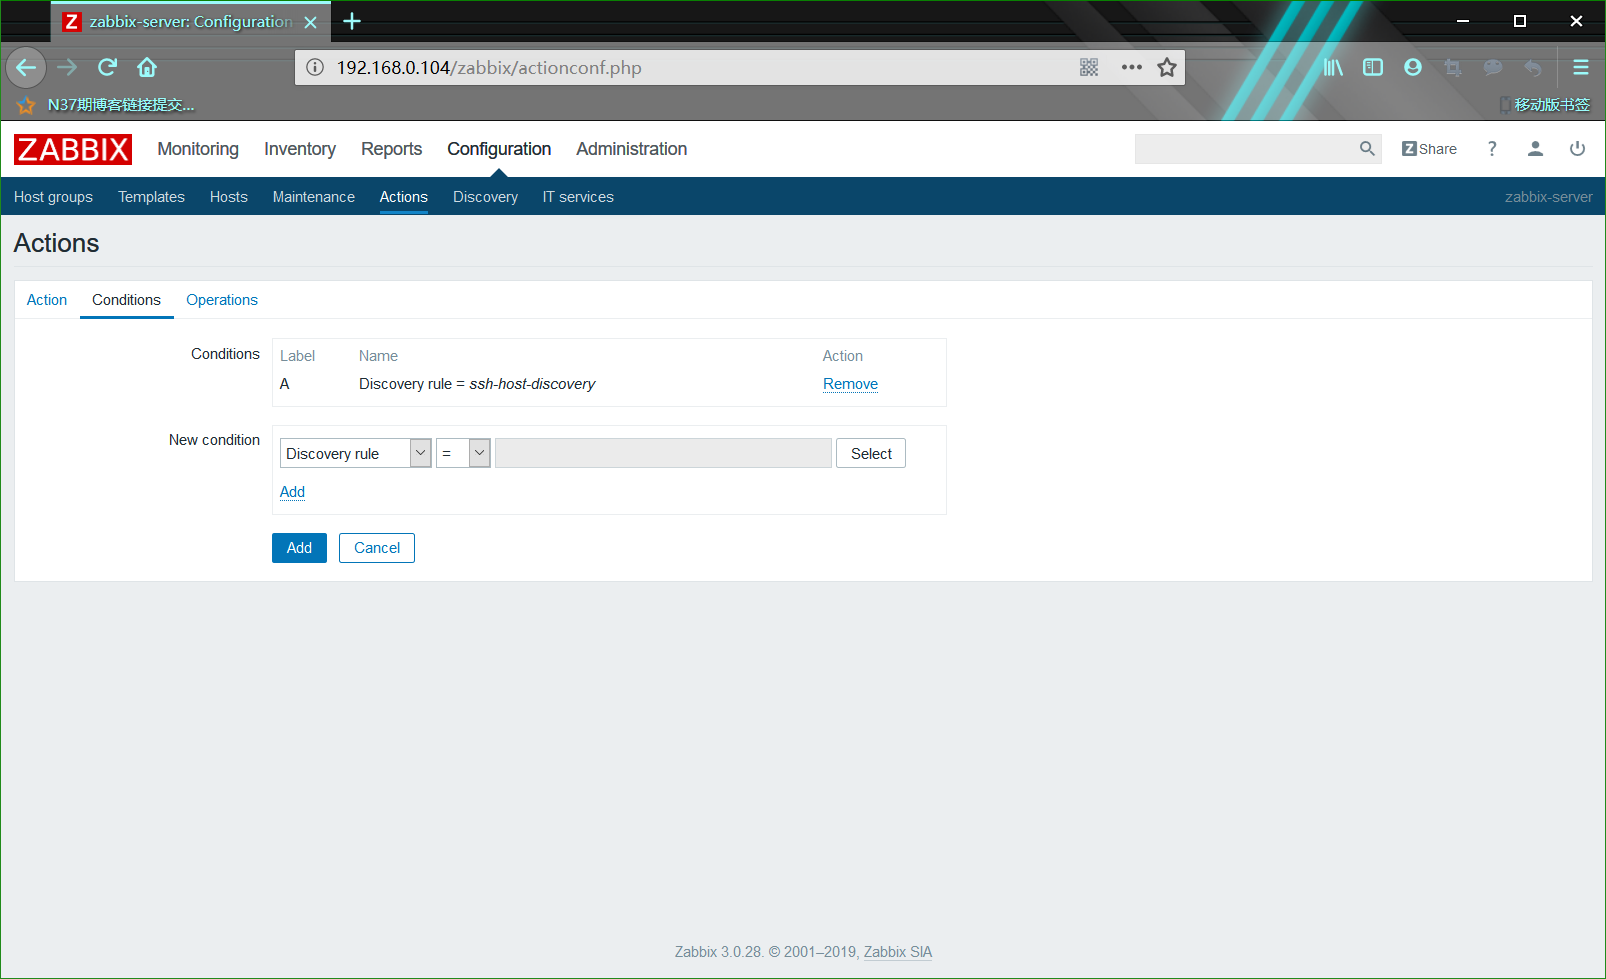 Z zabbix-server: Configuration
192.168.0.104/zabbix/actionconf.php
N37期博客链接提交... 移动版书签
ZABBIX Monitoring Inventory Reports Configuration Administration Z Share ?
Host groups Templates Hosts Maintenance Actions Discovery IT services zabbix-server
Actions
Action Conditions Operations
Conditions Label Name Action
A Discovery rule = ssh-host-discovery Remove
New condition Discovery rule = Select
Add
Add Cancel
Zabbix 3.0.28. © 2001–2019, Zabbix SIA